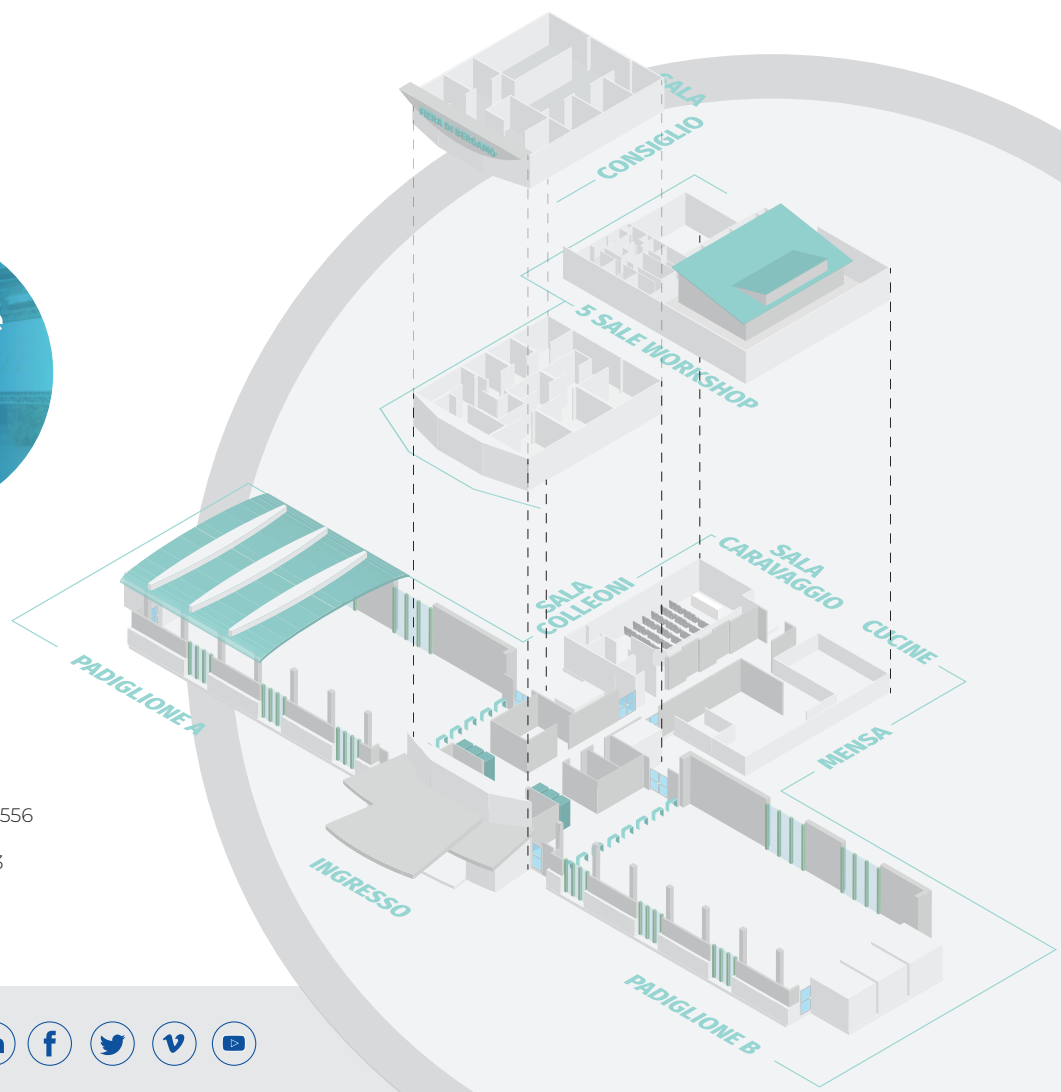 SALA
CONSIGLIO
FIERA DI BERGAMO
5 SALE WORKSHOP
SALA
COLLEONI
SALA
CARAVAGGIO
CUCINE
MENSA
PADIGLIONE A
INGRESSO
PADIGLIONE B
556